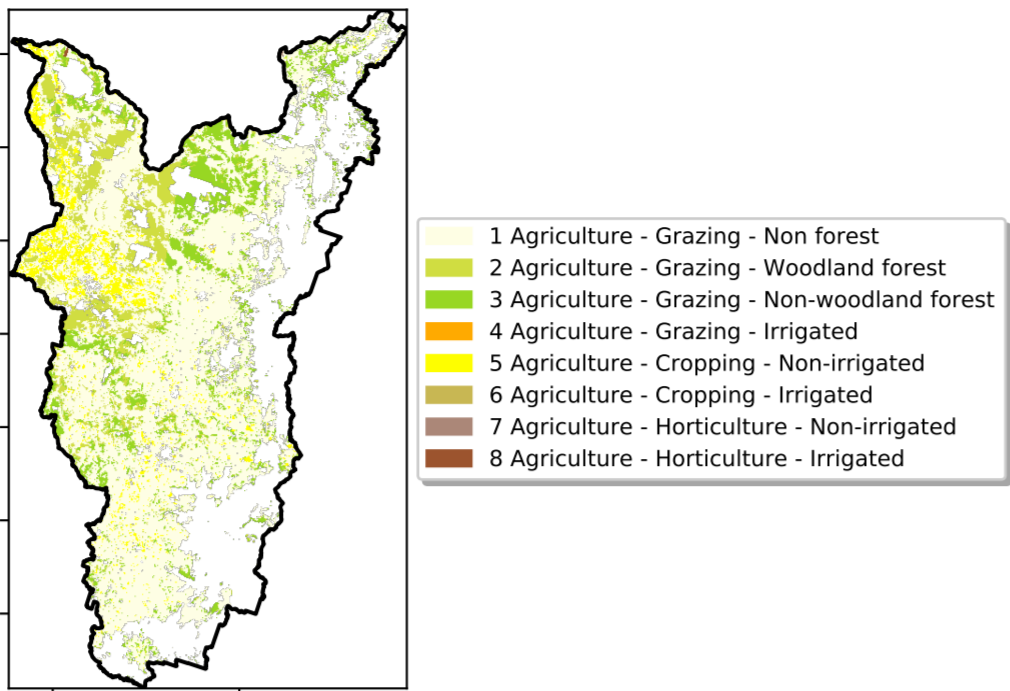 1 Agriculture - Grazing - Non forest
2 Agriculture - Grazing - Woodland forest
3 Agriculture - Grazing - Non-woodland forest
4 Agriculture - Grazing - Irrigated
5 Agriculture - Cropping - Non-irrigated
6 Agriculture - Cropping - Irrigated
7 Agriculture - Horticulture - Non-irrigated
8 Agriculture - Horticulture - Irrigated